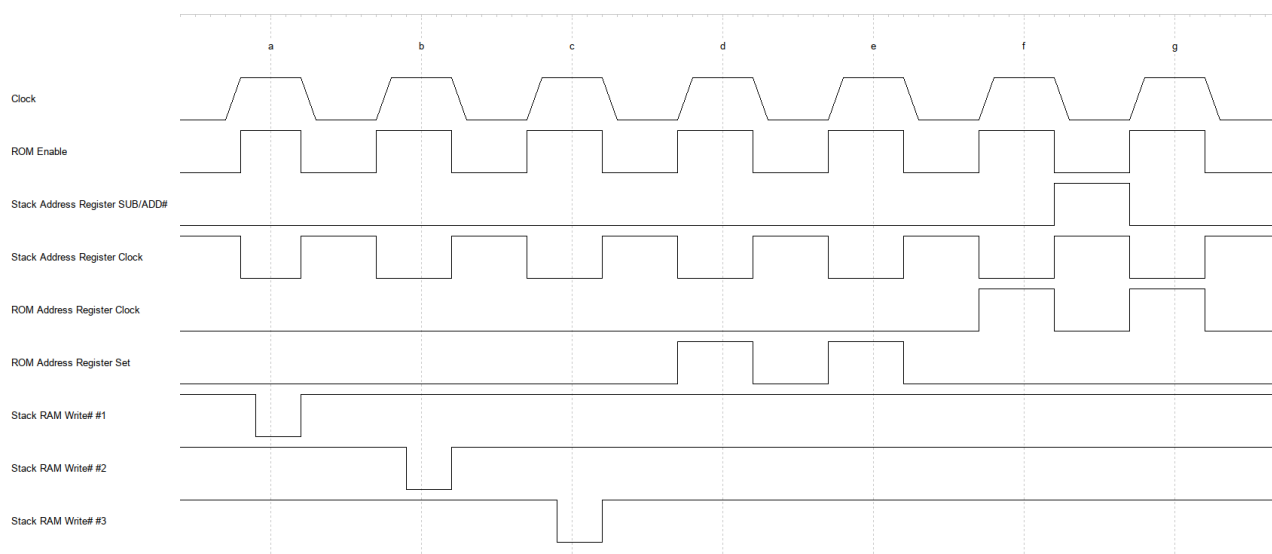 a b c d e f g
Clock
ROM Enable
Stack Address Register SUB/ADD#
Stack Address Register Clock
ROM Address Register Clock
ROM Address Register Set
Stack RAM Write# #1
Stack RAM Write# #2
Stack RAM Write# #3